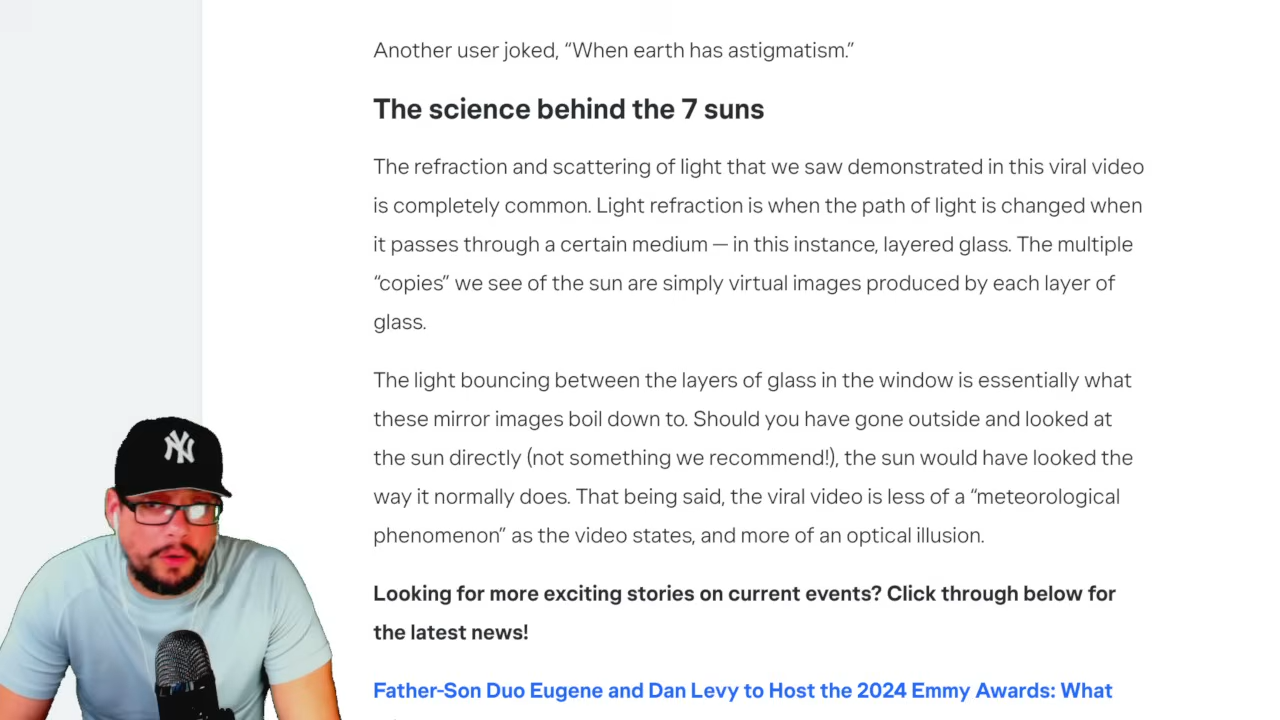 Another user joked, “When earth has astigmatism.”
The science behind the 7 suns
The refraction and scattering of light that we saw demonstrated in this viral video
is completely common. Light refraction is when the path of light is changed when
it passes through a certain medium — in this instance, layered glass. The multiple
“copies” we see of the sun are simply virtual images produced by each layer of
glass.
The light bouncing between the layers of glass in the window is essentially what
these mirror images boil down to. Should you have gone outside and looked at
the sun directly (not something we recommend!), the sun would have looked the
way it normally does. That being said, the viral video is less of a “meteorological
phenomenon” as the video states, and more of an optical illusion.
Looking for more exciting stories on current events? Click through below for
the latest news!
Father-Son Duo Eugene and Dan Levy to Host the 2024 Emmy Awards: What
NY